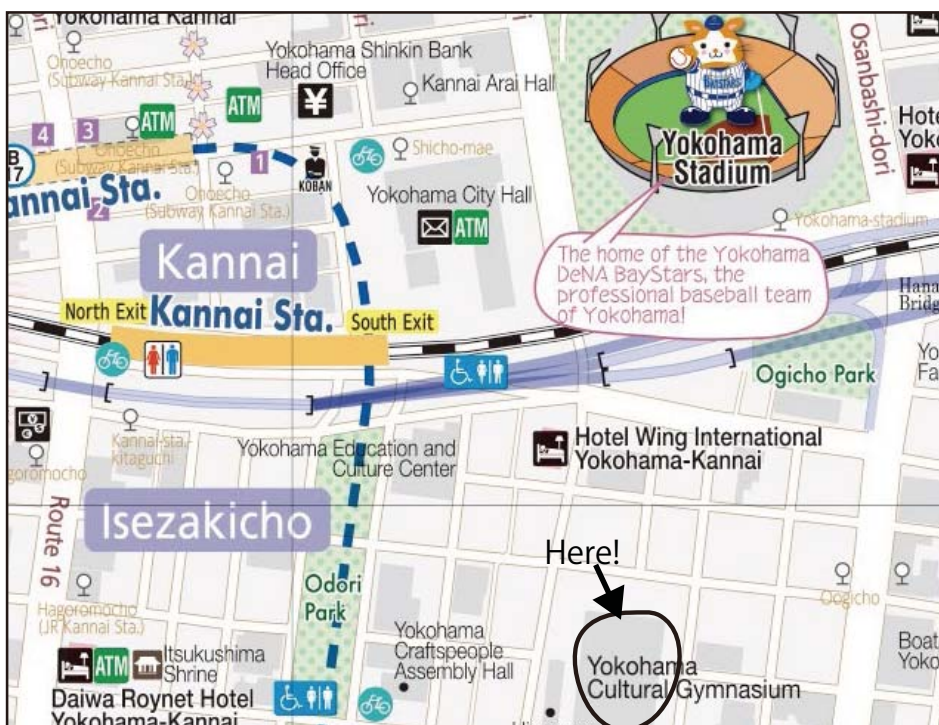 Yokohama Kannai
Onoecho
(Subway Kannai Sta.)
ATM
ATM
Yokohama Shinkin Bank
Head Office
¥
Kannai Arai Hall
Osanbashi-dori
BayStars
Yokohama
Stadium
4
3
1
2
B
17
Onoecho
(Subway Kannai Sta.)
Kannai Sta.
Onoecho
(Subway Kannai Sta.)
KOBAN
Shicho-mae
Yokohama City Hall
ATM
Yokohama-stadium
The home of the Yokohama
DeNA BayStars, the
professional baseball team
of Yokohama!
Kannai
North Exit
Kannai Sta.
South Exit
Ogicho Park
Kannai-sta.-
kitaguchi
Yokohama Education and
Culture Center
Hotel Wing International
Yokohama-Kannai
Route 16
Isezakicho
Here!
Odori
Park
Hagoromocho
(JR Kannai Sta.)
Oogicho
ATM
Itsukushima
Shrine
Daiwa Roynet Hotel
Yokohama-Kannai
Yokohama
Craftspeople
Assembly Hall
Yokohama
Cultural Gymnasium